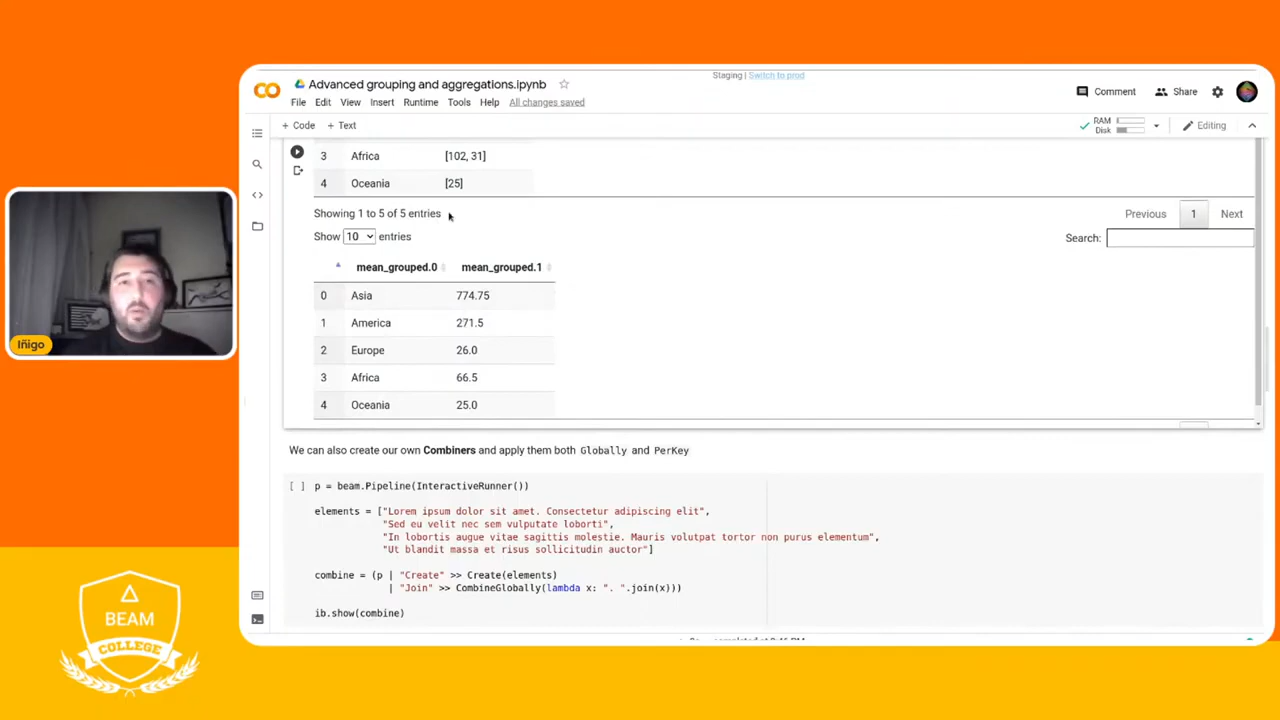 Staging | Switch to prod
Advanced grouping and aggregations.ipynb
File Edit View Insert Runtime Tools Help All changes saved
Comment Share
+ Code + Text
RAM
Disk
Editing
3 Africa [102, 31]
4 Oceania [25]
Showing 1 to 5 of 5 entries
Previous 1 Next
Show 10 entries
Search:
mean_grouped.0 mean_grouped.1
0 Asia 774.75
1 America 271.5
2 Europe 26.0
3 Africa 66.5
4 Oceania 25.0
Iñigo
We can also create our own Combiners and apply them both Globally and PerKey
[ ] p = beam.Pipeline(InteractiveRunner())
elements = ["Lorem ipsum dolor sit amet. Consectetur adipiscing elit",
"Sed eu velit nec sem vulputate loborti",
"In lobortis augue vitae sagittis molestie. Mauris volutpat tortor non purus elementum",
"Ut blandit massa et risus sollicitudin auctor"]
combine = (p | "Create" >> Create(elements)
| "Join" >> CombineGlobally(lambda x: ". ".join(x)))
ib.show(combine)
BEAM
COLLEGE